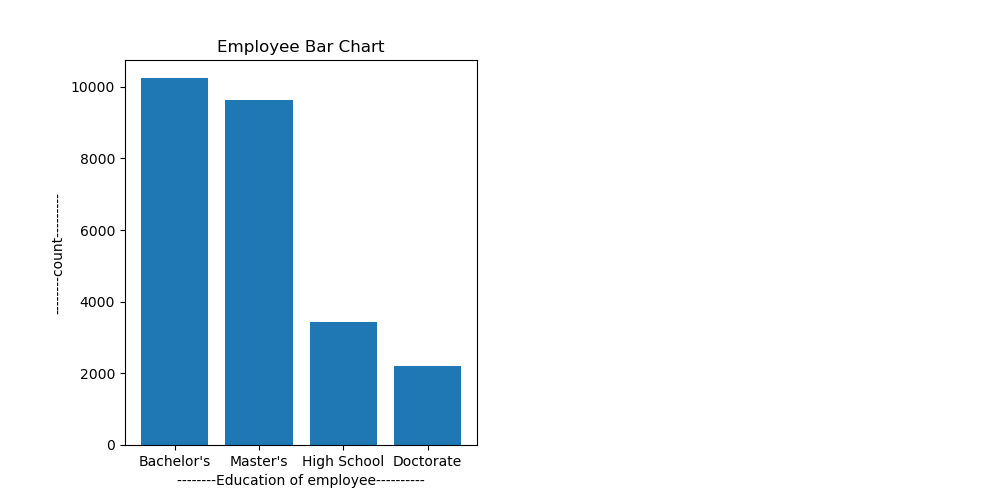 Employee Bar Chart
10000
8000
6000
4000
2000
0
--------count---------
Bachelor's Master's High School Doctorate
--------Education of employee----------